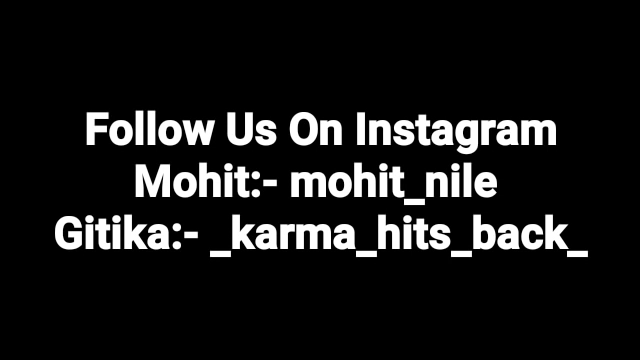 Follow Us On Instagram
Mohit:- mohit_nile
Gitika:- _karma_hits_back_